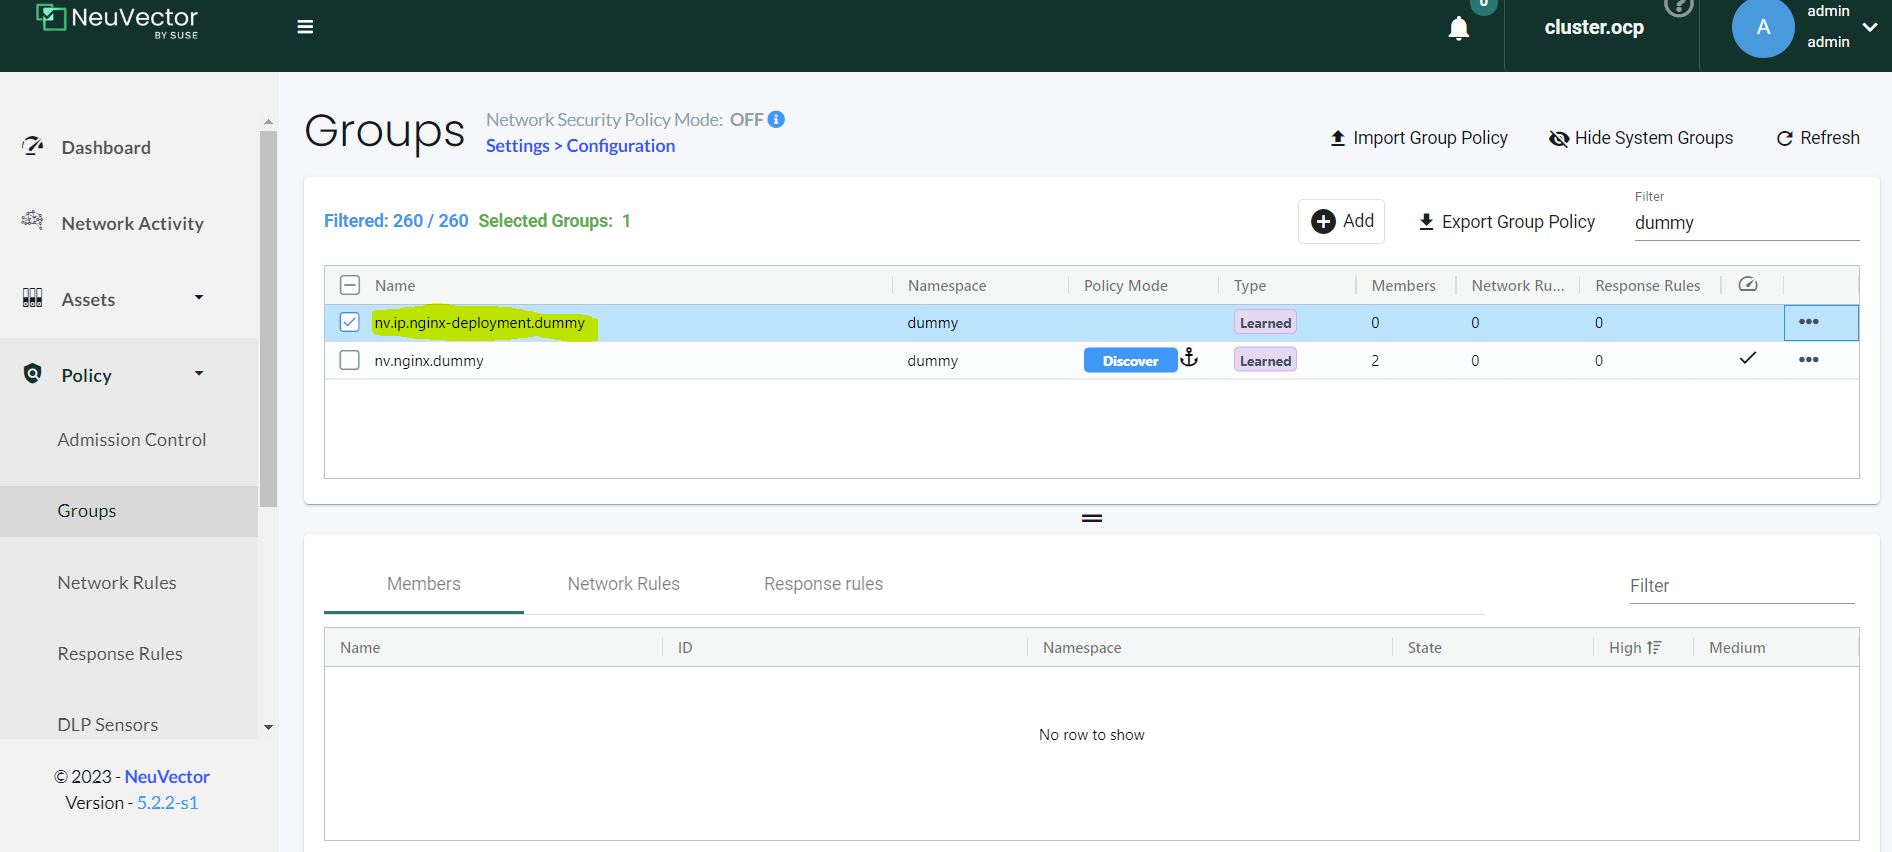 NeuVector
BY SUSE
0
cluster.ocp
?
A
admin
admin
Dashboard
Network Activity
Assets
Policy
Admission Control
Groups
Network Rules
Response Rules
DLP Sensors
© 2023 - NeuVector
Version - 5.2.2-s1
Groups
Network Security Policy Mode: OFF
Settings > Configuration
Import Group Policy Hide System Groups Refresh
Filtered: 260 / 260 Selected Groups: 1
Add Export Group Policy
Filter
dummy
Name Namespace Policy Mode Type Members Network Ru... Response Rules
nv.ip.nginx-deployment.dummy dummy Learned 0 0 0
nv.nginx.dummy dummy Discover Learned 2 0 0
Members Network Rules Response rules Filter
Name ID Namespace State High Medium
No row to show